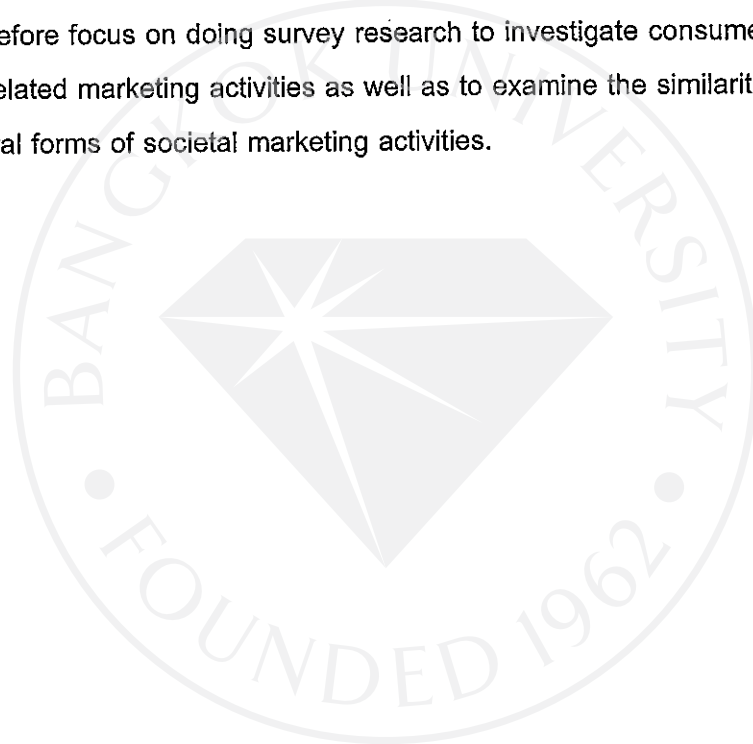 efore focus on doing survey research to investigate consume
elated marketing activities as well as to examine the similarit
al forms of societal marketing activities.
BANGKOK UNIVERSITY
FOUNDED 1962